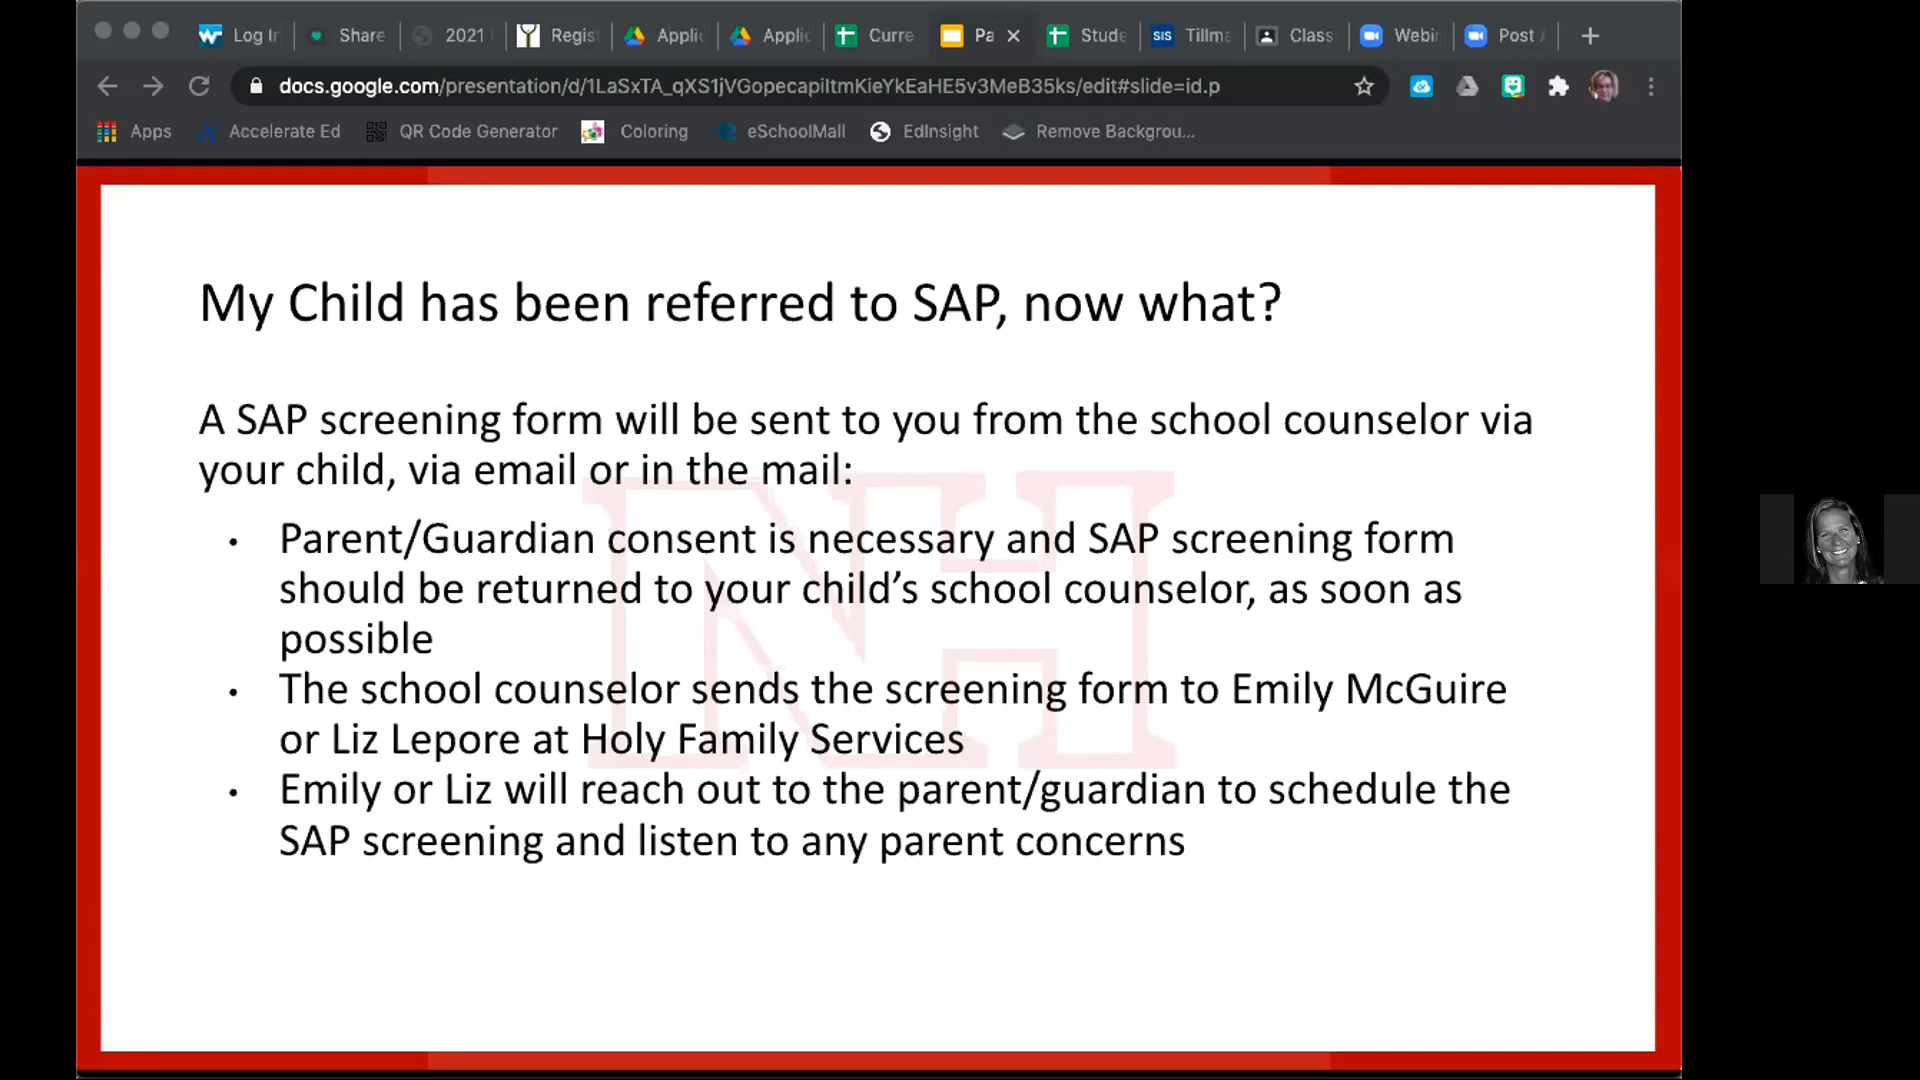 Log In
Share
2021
Regis
Applic
Applic
Curre
Pa
Stude
SIS
Tillma
Class
Webi
Post
docs.google.com/presentation/d/1LaSxTA_qXS1jVGopecapiItmKieYkEaHE5v3MeB35ks/edit#slide=id.p
Apps
Accelerate Ed
QR Code Generator
Coloring
eSchoolMall
EdInsight
Remove Backgrou...
My Child has been referred to SAP, now what?
A SAP screening form will be sent to you from the school counselor via
your child, via email or in the mail:
• Parent/Guardian consent is necessary and SAP screening form
should be returned to your child’s school counselor, as soon as
possible
• The school counselor sends the screening form to Emily McGuire
or Liz Lepore at Holy Family Services
• Emily or Liz will reach out to the parent/guardian to schedule the
SAP screening and listen to any parent concerns
NH